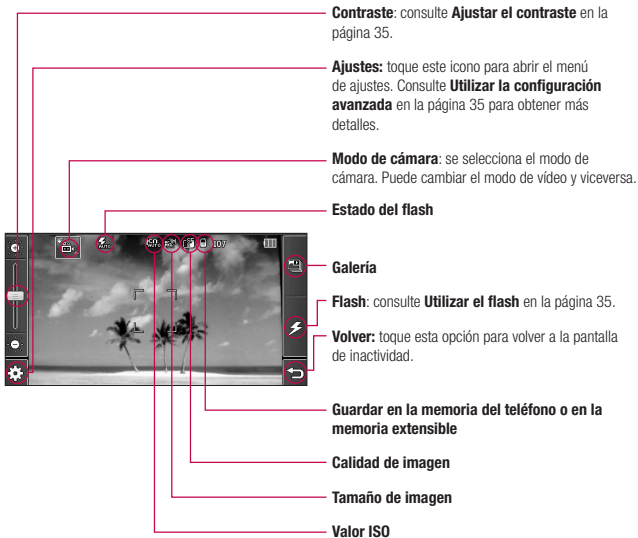 Contraste: consulte Ajustar el contraste en la
página 35.
Ajustes: toque este icono para abrir el menú
de ajustes. Consulte Utilizar la configuración
avanzada en la página 35 para obtener más
detalles.
Modo de cámara: se selecciona el modo de
cámara. Puede cambiar el modo de vídeo y viceversa.
Estado del flash
AUTO
ISO
AUTO
107
Galería
Flash: consulte Utilizar el flash en la página 35.
Volver: toque esta opción para volver a la pantalla
de inactividad.
Guardar en la memoria del teléfono o en la
memoria extensible
Calidad de imagen
Tamaño de imagen
Valor ISO